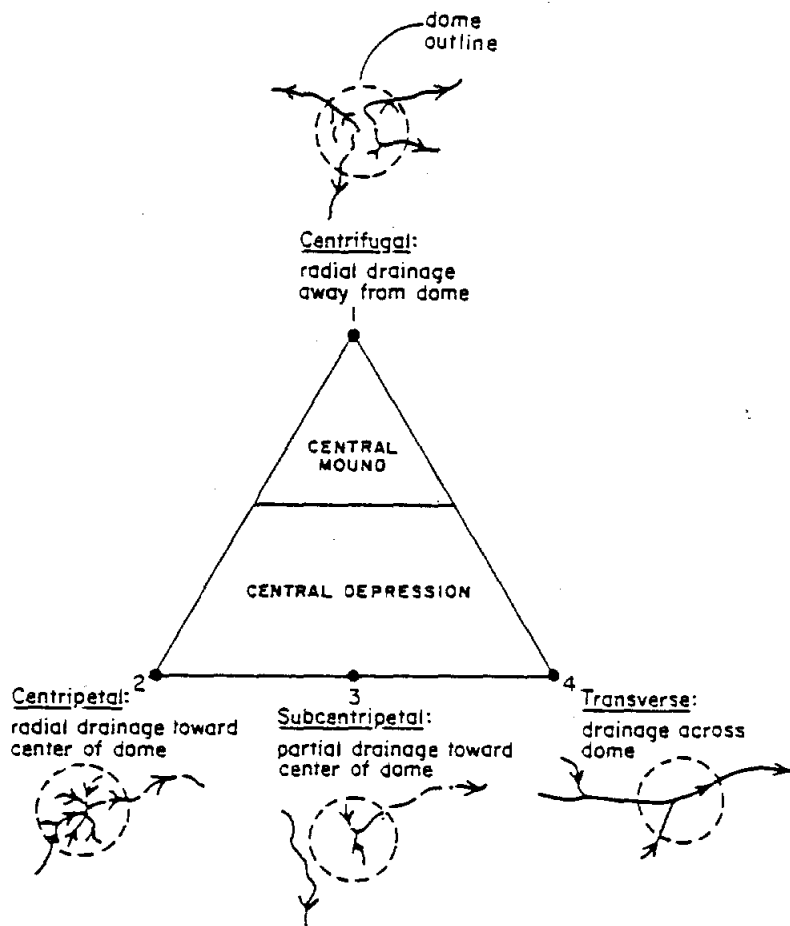 dome
outline
Centrifugal:
radial drainage
away from dome
1
CENTRAL
MOUND
CENTRAL DEPRESSION
2
3
4
Centripetal:
radial drainage toward
center of dome
Subcentripetal:
partial drainage toward
center of dome
Transverse:
drainage across
dome